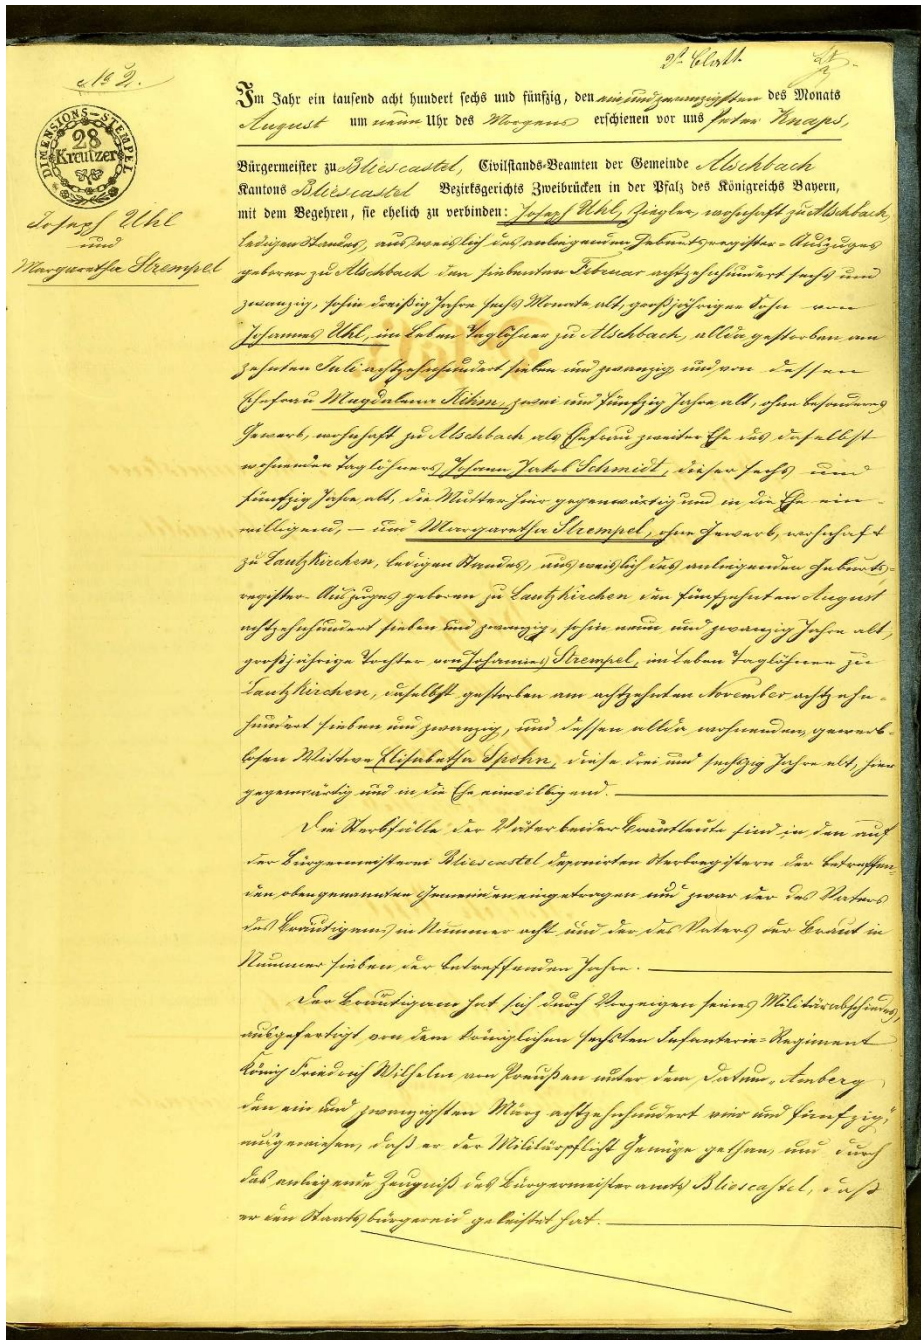 2tes Blatt.
No 2.
Im Jahr ein tausend acht hundert sechs und fünfzig, den ein und zwanzigsten des Monats
August um neun Uhr des Morgens erschienen vor uns Peter Knaps,
DIMENSIONS-STEMPEL
28
Kreutzer
Bürgermeister zu Bliescastel, Civilstands-Beamten der Gemeinde Alschbach
Kantons Bliescastel Bezirksgerichts Zweibrücken in der Pfalz des Königreichs Bayern,
mit dem Begehren, sie ehelich zu verbinden: Joseph Uhl, Ziegler, wohnhaft zu Alschbach,
Joseph Uhl
und
Margaretha Strempel
ledigen Standes, ausweislich des anliegenden Geburtsregister-Auszuges
geboren zu Alschbach den siebenten Februar achtzehnhundert sechs und
zwanzig, sohin dreißig Jahre sechs Monate alt, großjähriger Sohn von
Johannes Uhl, im Leben Taglöhner zu Alschbach, allda gestorben am
zehnten Juli achtzehnhundert sieben und zwanzig und von dessen
Ehefrau Magdalena Rihm, zwei und fünfzig Jahre alt, ohne besonderes
Gewerb, wohnhaft zu Alschbach als Ehefrau zweiter Ehe des daselbst
wohnenden Taglöhners Johann Jakob Schmidt, dieser sechs und
fünfzig Jahre alt, die Mutter hier gegenwärtig und in die Ehe ein-
willigend, – und Margaretha Strempel, ohne Gewerb, wohnhaft
zu Lautzkirchen, ledigen Standes, ausweislich des anliegenden Geburts-
register-Auszuges geboren zu Lautzkirchen den fünfzehnten August
achtzehnhundert sieben und zwanzig, sohin neun und zwanzig Jahre alt,
großjährige Tochter von Johannes Strempel, im Leben Taglöhner zu
Lautzkirchen, daselbst gestorben am achtzehnten November achtzehn-
hundert sieben und zwanzig, und dessen allda wohnenden, gewerb-
losen Wittwe Elisabetha Spohn, diese drei und sechszig Jahre alt, hier
gegenwärtig und in die Ehe einwilligend.
Die Sterbfälle der Väter beider Brautleute sind in den auf
der Bürgermeisterei Bliescastel deponirten Sterbregistern der betreffen-
den obengenannten Gemeinden eingetragen und zwar der des Vaters
des Bräutigams in Nummer acht und der des Vaters der Braut in
Nummer sieben der betreffenden Jahre.
Der Bräutigam hat sich durch Vorzeigen seines Militärabschiedes,
ausgefertigt von dem Königlichen sechsten Infanterie-Regiment
König Friedrich Wilhelm von Preußen unter dem Datum „Amberg
den ein und zwanzigsten März achtzehnhundert vier und fünfzig“,
ausgewiesen, daß er der Militärpflicht Genüge gethan, und durch
das anliegende Zeugniß des Bürgermeisteramts Bliescastel, daß
er den Staatsbürgereid geleistet hat.